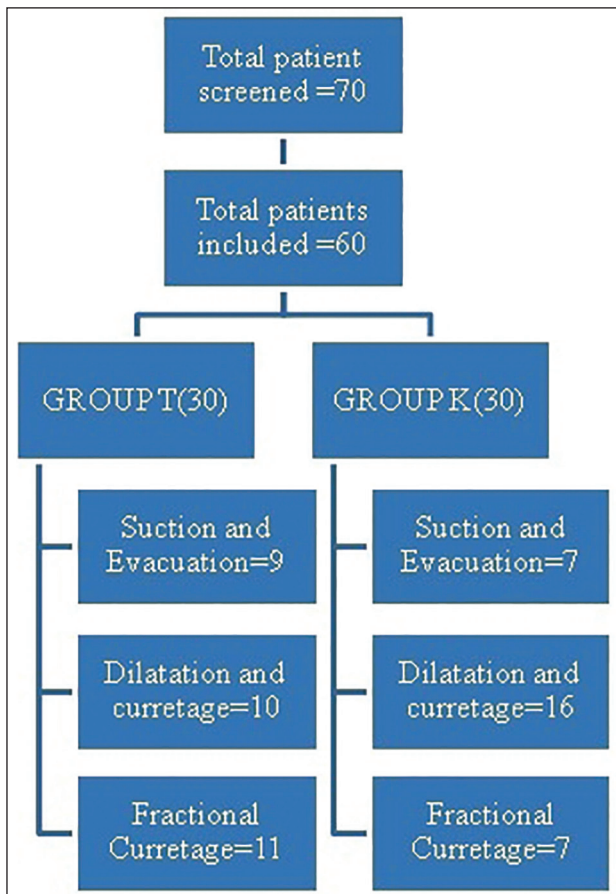 Total patient
screened =70
Total patients
included =60
GROUP T(30)
GROUP K(30)
Suction and
Evacuation=9
Suction and
Evacuation=7
Dilatation and
curretage=10
Dilatation and
curretage=16
Fractional
Curretage=11
Fractional
Curretage=7